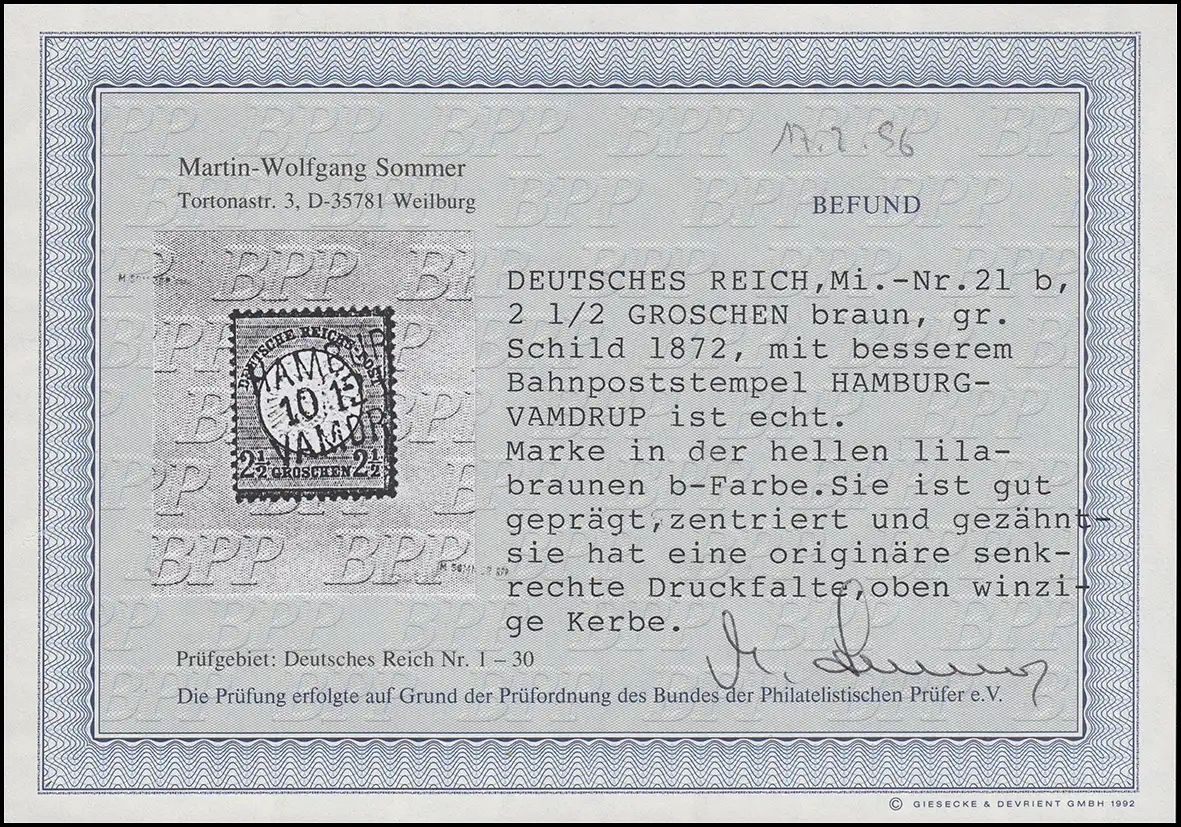 17.2.96
Martin-Wolfgang Sommer
Tortonastr. 3, D-35781 Weilburg
BEFUND
DEUTSCHES REICH,Mi.-Nr.21 b,
2 1/2 GROSCHEN braun, gr.
Schild 1872, mit besserem
Bahnpoststempel HAMBURG-
VAMDRUP ist echt.
Marke in der hellen lila-
braunen b-Farbe.Sie ist gut
geprägt,zentriert und gezähnt-
sie hat eine originäre senk-
rechte Druckfalte,oben winzi-
ge Kerbe.
DEUTSCHE REICHS-POST
HAMB
10 12
VAMDR
2½ GROSCHEN 2½
M. Sommer
Prüfgebiet: Deutsches Reich Nr. 1 – 30
Die Prüfung erfolgte auf Grund der Prüfordnung des Bundes der Philatelistischen Prüfer e.V.
© GIESECKE & DEVRIENT GMBH 1992